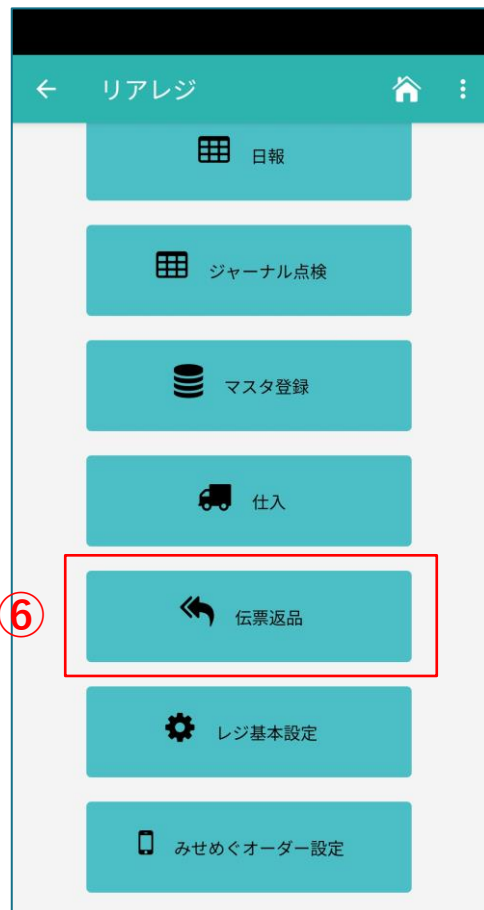 リアレジ
日報
ジャーナル点検
マスタ登録
仕入
⑥
伝票返品
レジ基本設定
みせめぐオーダー設定